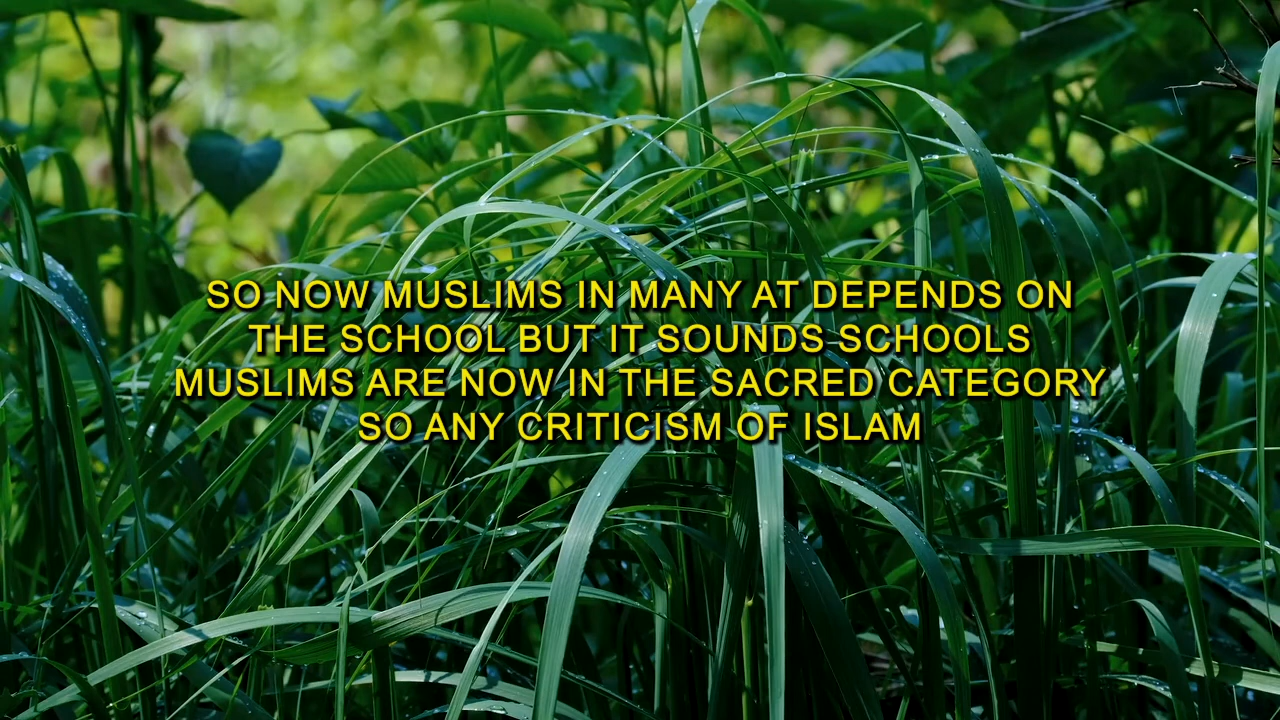 SO NOW MUSLIMS IN MANY AT DEPENDS ON
THE SCHOOL BUT IT SOUNDS SCHOOLS
MUSLIMS ARE NOW IN THE SACRED CATEGORY
SO ANY CRITICISM OF ISLAM